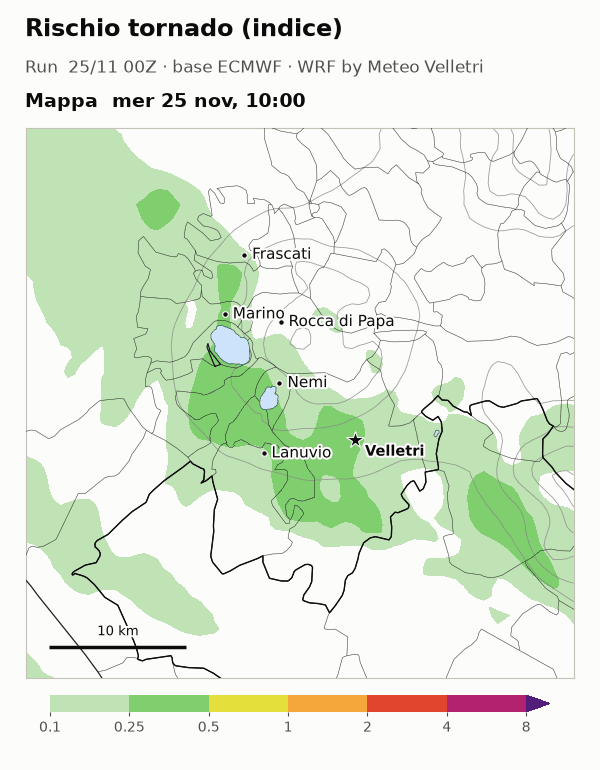 Rischio tornado (indice)
Run  25/11 00Z · base ECMWF · WRF by Meteo Velletri
Mappa  mer 25 nov, 10:00
Frascati
Marino
Rocca di Papa
Nemi
Velletri
Lanuvio
10 km
0.1 0.25 0.5 1 2 4 8